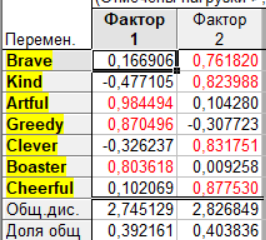 (Отмечены нагрузки >
Фактор Фактор
Перемен. 1 2
Brave 0,166906 0,761820
Kind -0,477105 0,823988
Artful 0,984494 0,104280
Greedy 0,870496 -0,307723
Clever -0,326237 0,831751
Boaster 0,803618 0,009258
Cheerful 0,102069 0,877530
Общ.дис. 2,745129 2,826849
Доля общ 0,392161 0,403836